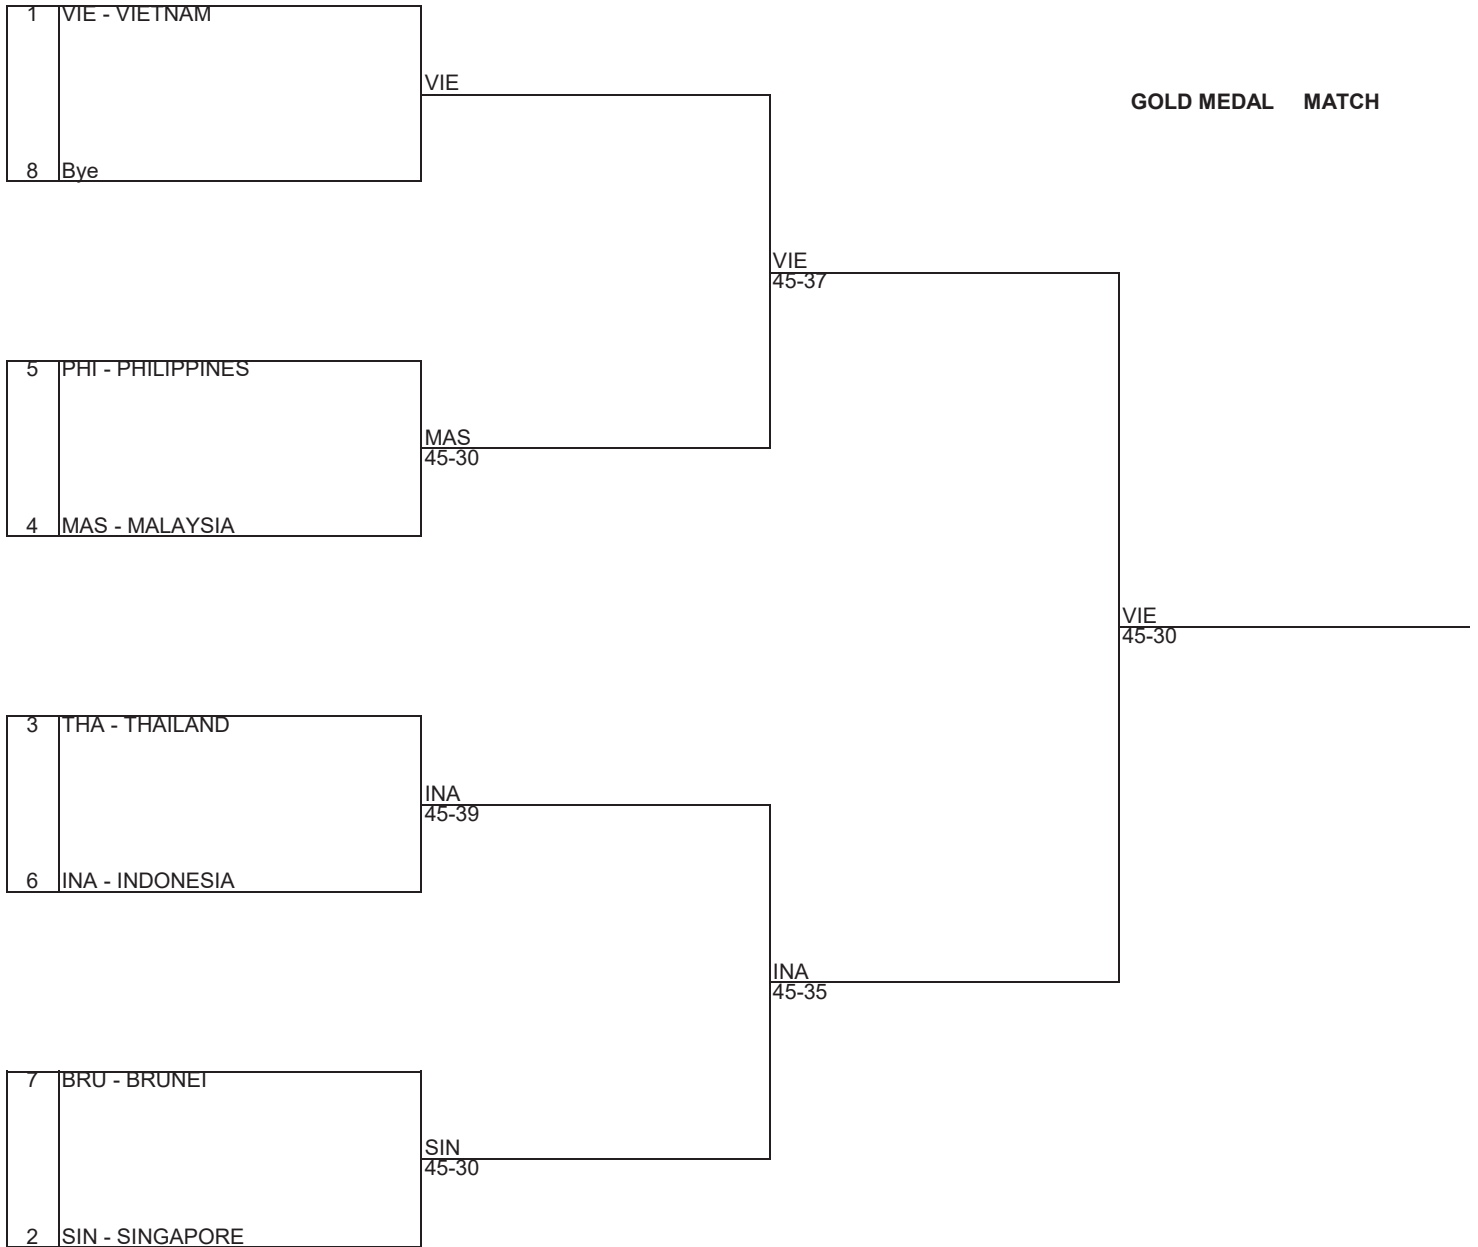 1 VIE - VIETNAM
VIE
GOLD MEDAL MATCH
8 Bye
VIE
45-37
5 PHI - PHILIPPINES
MAS
45-30
4 MAS - MALAYSIA
VIE
45-30
3 THA - THAILAND
INA
45-39
6 INA - INDONESIA
INA
45-35
7 BRU - BRUNEI
SIN
45-30
2 SIN - SINGAPORE